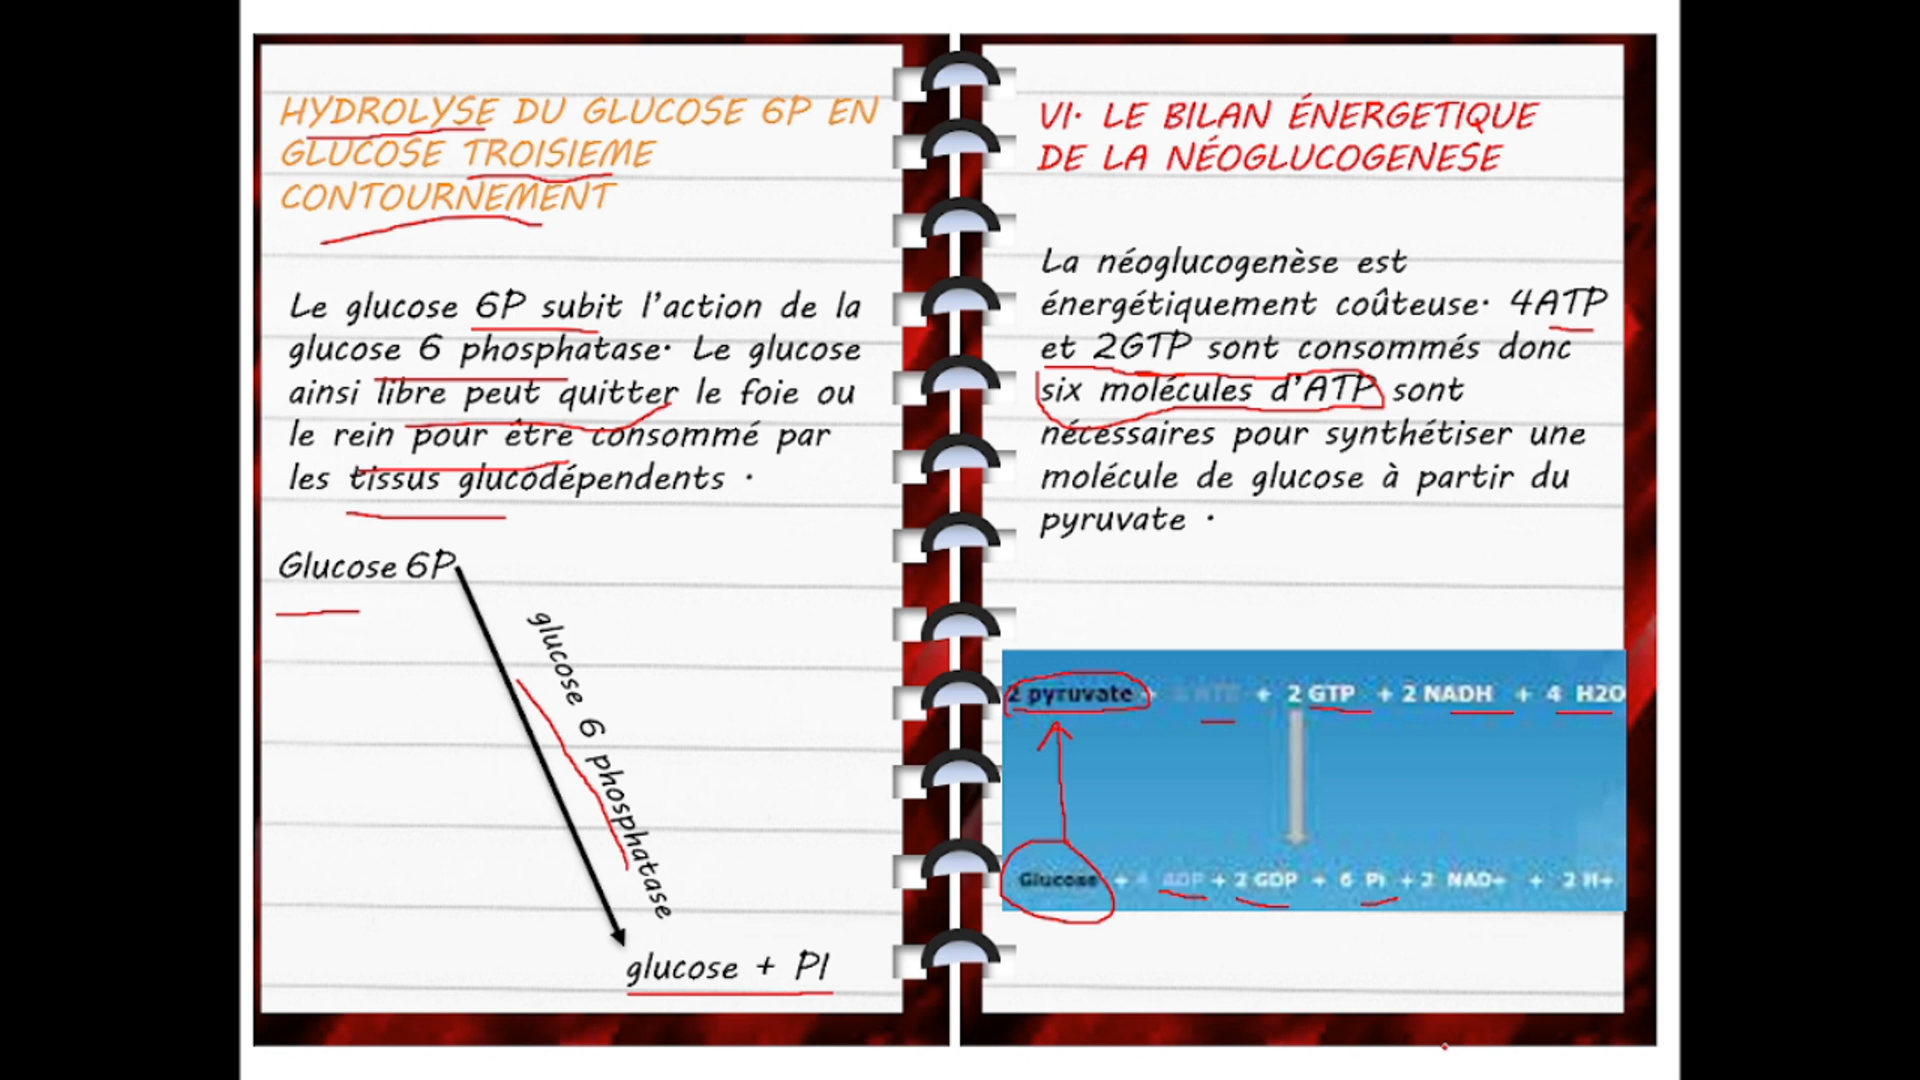 HYDROLYSE DU GLUCOSE 6P EN
GLUCOSE TROISIEME
CONTOURNEMENT
Le glucose 6P subit l'action de la
glucose 6 phosphatase. Le glucose
ainsi libre peut quitter le foie ou
le rein pour être consommé par
les tissus glucodépendents .
Glucose 6P
glucose 6 phosphatase
glucose + PI
VI. LE BILAN ÉNERGETIQUE
DE LA NÉOGLUCOGENESE
La néoglucogenèse est
énergétiquement coûteuse. 4ATP
et 2GTP sont consommés donc
six molécules d'ATP sont
nécessaires pour synthétiser une
molécule de glucose à partir du
pyruvate .
2 pyruvate + 4 ATP + 2 GTP + 2 NADH + 4 H2O
Glucose + 4 ADP + 2 GDP + 6 Pi + 2 NAD+ + 2 H+